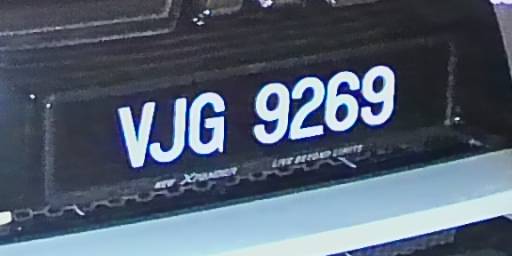 VJG 9269
NEW XPANDER LIVE BEYOND LIMITS